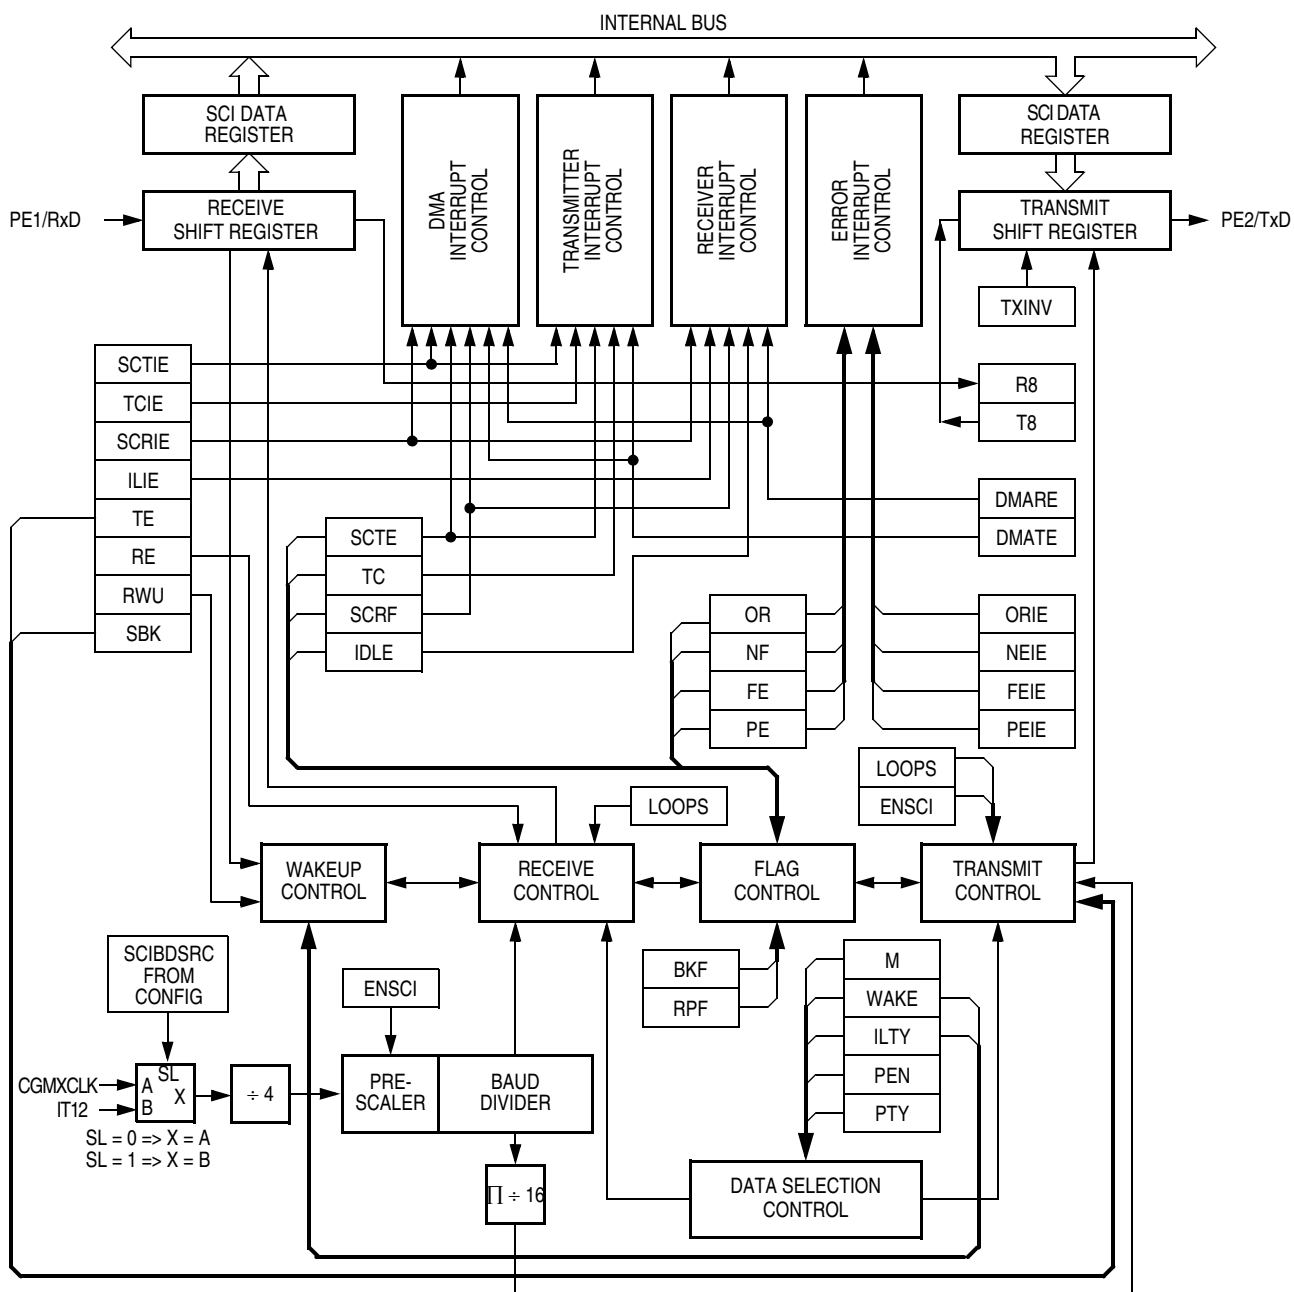 INTERNAL BUS
SCI DATA
REGISTER
DMA
INTERRUPT
CONTROL
TRANSMITTER
INTERRUPT
CONTROL
RECEIVER
INTERRUPT
CONTROL
ERROR
INTERRUPT
CONTROL
SCI DATA
REGISTER
PE1/RxD
RECEIVE
SHIFT REGISTER
TRANSMIT
SHIFT REGISTER
PE2/TxD
TXINV
SCTIE
TCIE
SCRIE
ILIE
TE
RE
RWU
SBK
R8
T8
DMARE
DMATE
SCTE
TC
SCRF
IDLE
OR
NF
FE
PE
ORIE
NEIE
FEIE
PEIE
LOOPS
LOOPS
ENSCI
WAKEUP
CONTROL
RECEIVE
CONTROL
FLAG
CONTROL
TRANSMIT
CONTROL
SCIBDSRC
FROM
CONFIG
ENSCI
BKF
RPF
M
WAKE
ILTY
PEN
PTY
CGMXCLK
IT12
SL
A
X
B
÷ 4
PRE-
SCALER
BAUD
DIVIDER
SL = 0 => X = A
SL = 1 => X = B
∏ ÷ 16
DATA SELECTION
CONTROL